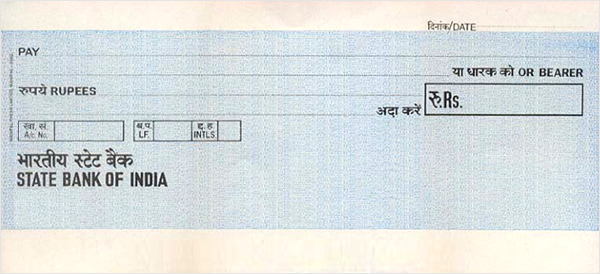 दिनांक/DATE
PAY
या धारक को OR BEARER
रुपये RUPEES
अदा करें रु.Rs.
खा. सं. ब.प. ह.ह
A/c No. LF. INTLS
भारतीय स्टेट बैंक
STATE BANK OF INDIA